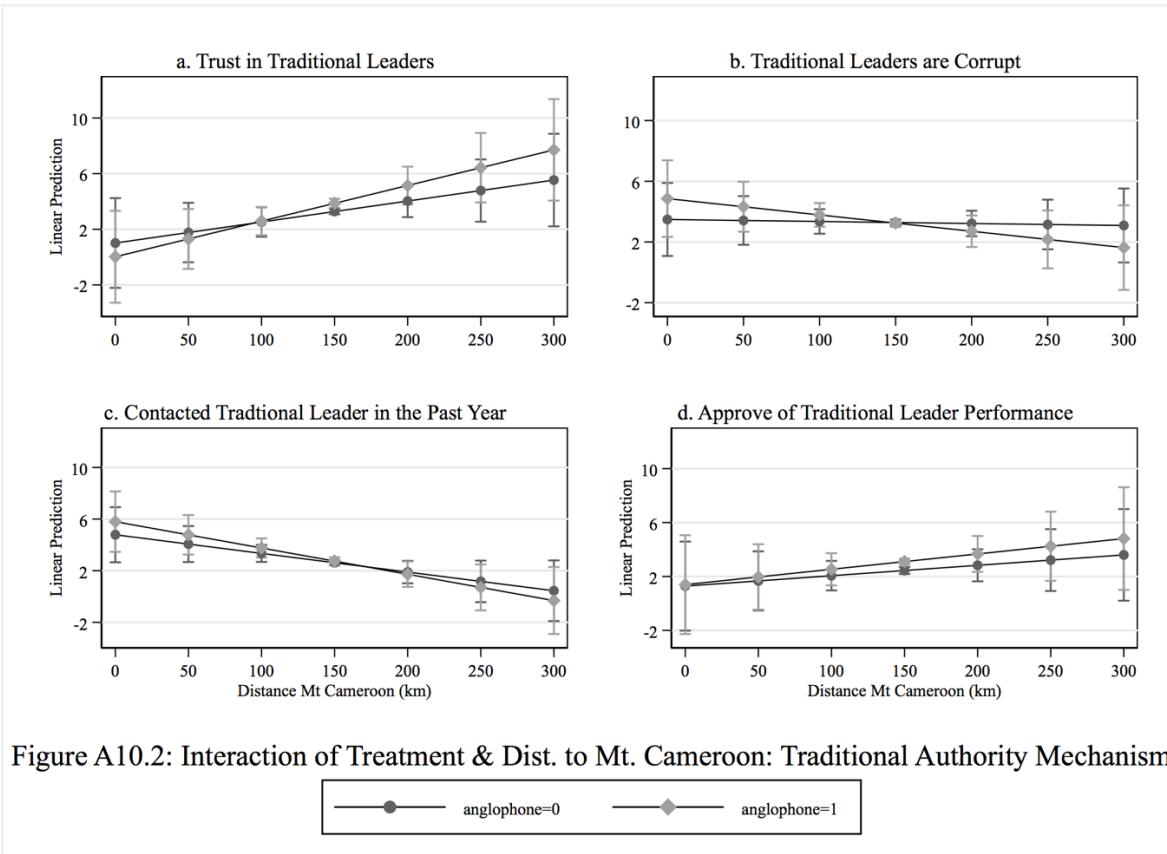 a. Trust in Traditional Leaders
10
6
2
-2
Linear Prediction
0 50 100 150 200 250 300
b. Traditional Leaders are Corrupt
10
6
2
-2
0 50 100 150 200 250 300
c. Contacted Tradtional Leader in the Past Year
10
6
2
-2
Linear Prediction
0 50 100 150 200 250 300
Distance Mt Cameroon (km)
d. Approve of Traditional Leader Performance
10
6
2
-2
Linear Prediction
0 50 100 150 200 250 300
Distance Mt Cameroon (km)
Figure A10.2: Interaction of Treatment & Dist. to Mt. Cameroon: Traditional Authority Mechanism
anglophone=0 anglophone=1